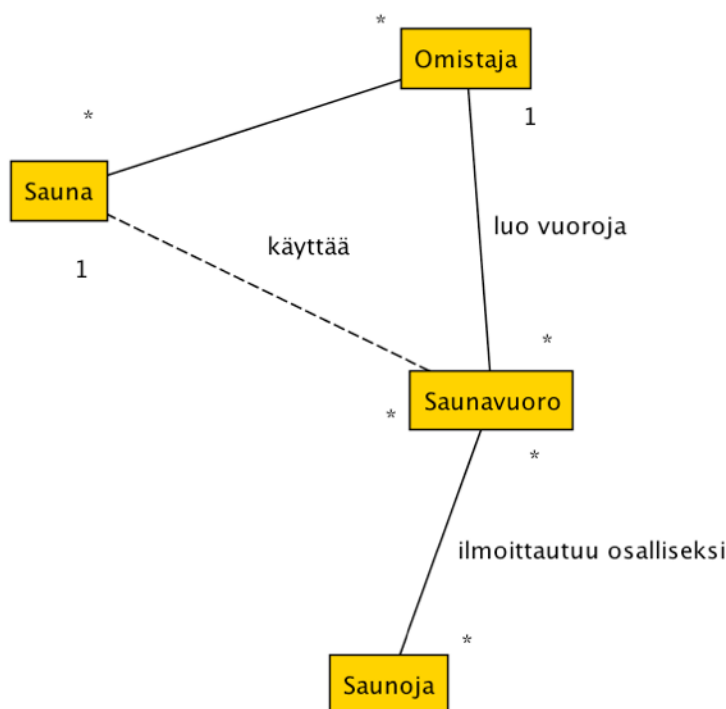 *
Omistaja
*
1
Sauna
luo vuoroja
käyttää
1
*
Saunavuoro
*
*
ilmoittautuu osalliseksi
*
Saunoja